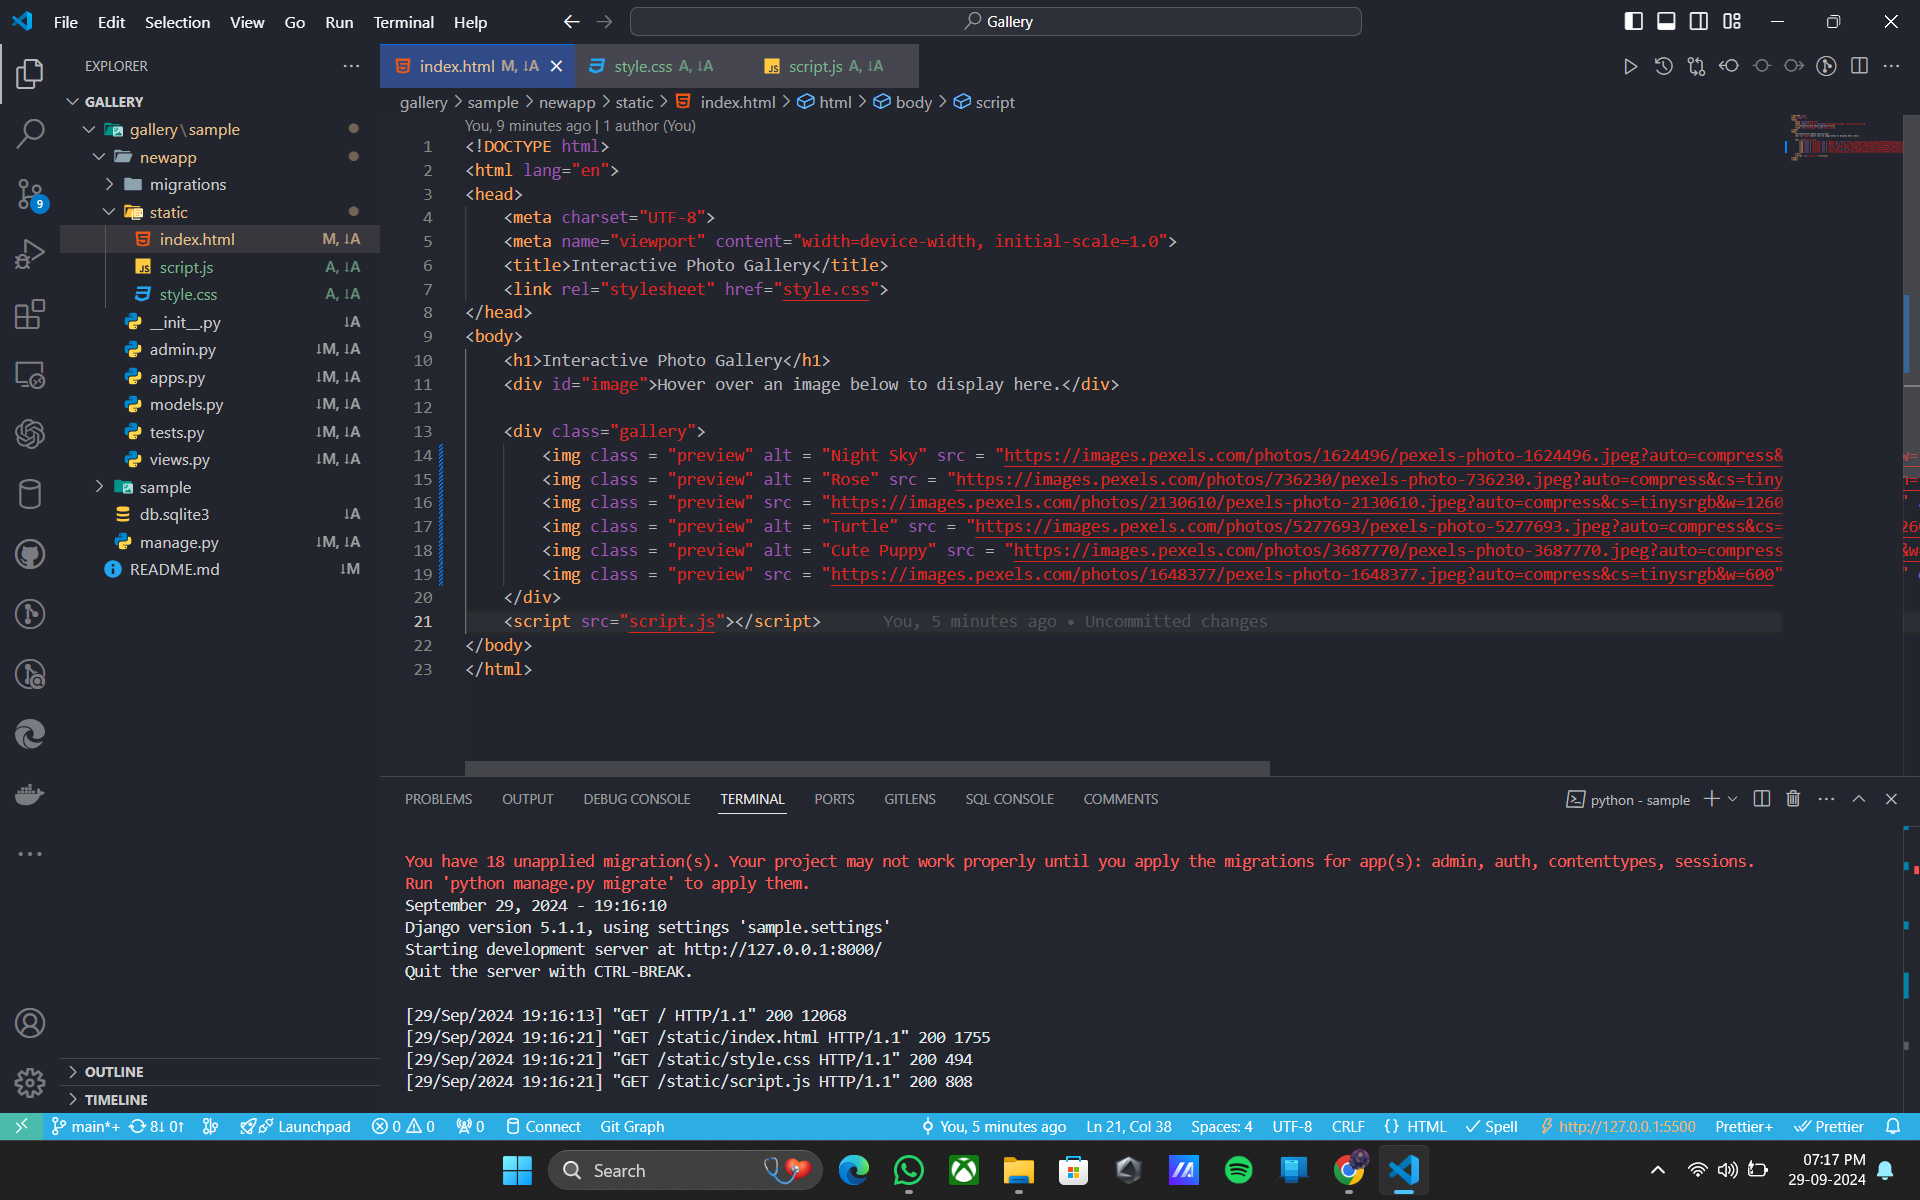 File Edit Selection View Go Run Terminal Help
Gallery
EXPLORER
GALLERY
gallery\sample
newapp
migrations
static
index.html M, ↓A
script.js A, ↓A
style.css A, ↓A
__init__.py ↓A
admin.py ↓M, ↓A
apps.py ↓M, ↓A
models.py ↓M, ↓A
tests.py ↓M, ↓A
views.py ↓M, ↓A
sample
db.sqlite3 ↓A
manage.py ↓M, ↓A
README.md ↓M
OUTLINE
TIMELINE
9
index.html M, ↓A style.css A, ↓A script.js A, ↓A
gallery > sample > newapp > static > index.html > html > body > script
You, 9 minutes ago | 1 author (You)
1 <!DOCTYPE html>
2 <html lang="en">
3 <head>
4 <meta charset="UTF-8">
5 <meta name="viewport" content="width=device-width, initial-scale=1.0">
6 <title>Interactive Photo Gallery</title>
7 <link rel="stylesheet" href="style.css">
8 </head>
9 <body>
10 <h1>Interactive Photo Gallery</h1>
11 <div id="image">Hover over an image below to display here.</div>
12
13 <div class="gallery">
14 <img class = "preview" alt = "Night Sky" src = "https://images.pexels.com/photos/1624496/pexels-photo-1624496.jpeg?auto=compress&
15 <img class = "preview" alt = "Rose" src = "https://images.pexels.com/photos/736230/pexels-photo-736230.jpeg?auto=compress&cs=tiny
16 <img class = "preview" src = "https://images.pexels.com/photos/2130610/pexels-photo-2130610.jpeg?auto=compress&cs=tinysrgb&w=1260
17 <img class = "preview" alt = "Turtle" src = "https://images.pexels.com/photos/5277693/pexels-photo-5277693.jpeg?auto=compress&cs=
18 <img class = "preview" alt = "Cute Puppy" src = "https://images.pexels.com/photos/3687770/pexels-photo-3687770.jpeg?auto=compress
19 <img class = "preview" src = "https://images.pexels.com/photos/1648377/pexels-photo-1648377.jpeg?auto=compress&cs=tinysrgb&w=600"
20 </div>
21 <script src="script.js"></script> You, 5 minutes ago • Uncommitted changes
22 </body>
23 </html>
PROBLEMS OUTPUT DEBUG CONSOLE TERMINAL PORTS GITLENS SQL CONSOLE COMMENTS
python - sample
You have 18 unapplied migration(s). Your project may not work properly until you apply the migrations for app(s): admin, auth, contenttypes, sessions.
Run 'python manage.py migrate' to apply them.
September 29, 2024 - 19:16:10
Django version 5.1.1, using settings 'sample.settings'
Starting development server at http://127.0.0.1:8000/
Quit the server with CTRL-BREAK.
[29/Sep/2024 19:16:13] "GET / HTTP/1.1" 200 12068
[29/Sep/2024 19:16:21] "GET /static/index.html HTTP/1.1" 200 1755
[29/Sep/2024 19:16:21] "GET /static/style.css HTTP/1.1" 200 494
[29/Sep/2024 19:16:21] "GET /static/script.js HTTP/1.1" 200 808
main*+ 8↓ 0↑ Launchpad 0 0 0 Connect Git Graph You, 5 minutes ago Ln 21, Col 38 Spaces: 4 UTF-8 CRLF {} HTML Spell http://127.0.0.1:5500 Prettier+ Prettier
Search
07:17 PM
29-09-2024